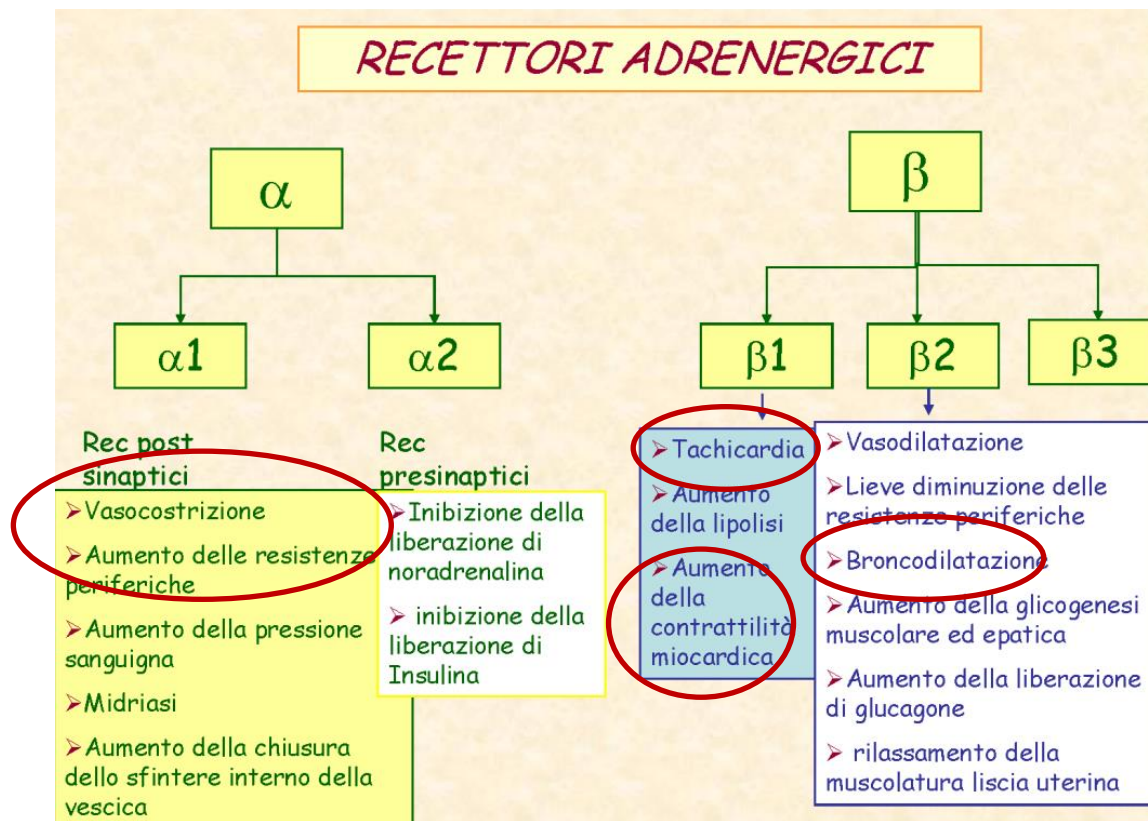 RECETTORI ADRENERGICI
α
β
α1
α2
β1
β2
β3
Rec post
sinaptici
➢Vasocostrizione
➢Aumento delle resistenze
periferiche
➢Aumento della pressione
sanguigna
➢Midriasi
➢Aumento della chiusura
dello sfintere interno della
vescica
Rec
presinaptici
➢Inibizione della
liberazione di
noradrenalina
➢ inibizione della
liberazione di
Insulina
➢Tachicardia
➢Aumento
della lipolisi
➢Aumento
della
contrattilità
miocardica
➢Vasodilatazione
➢Lieve diminuzione delle
resistenze periferiche
➢Broncodilatazione
➢Aumento della glicogenesi
muscolare ed epatica
➢Aumento della liberazione
di glucagone
➢ rilassamento della
muscolatura liscia uterina